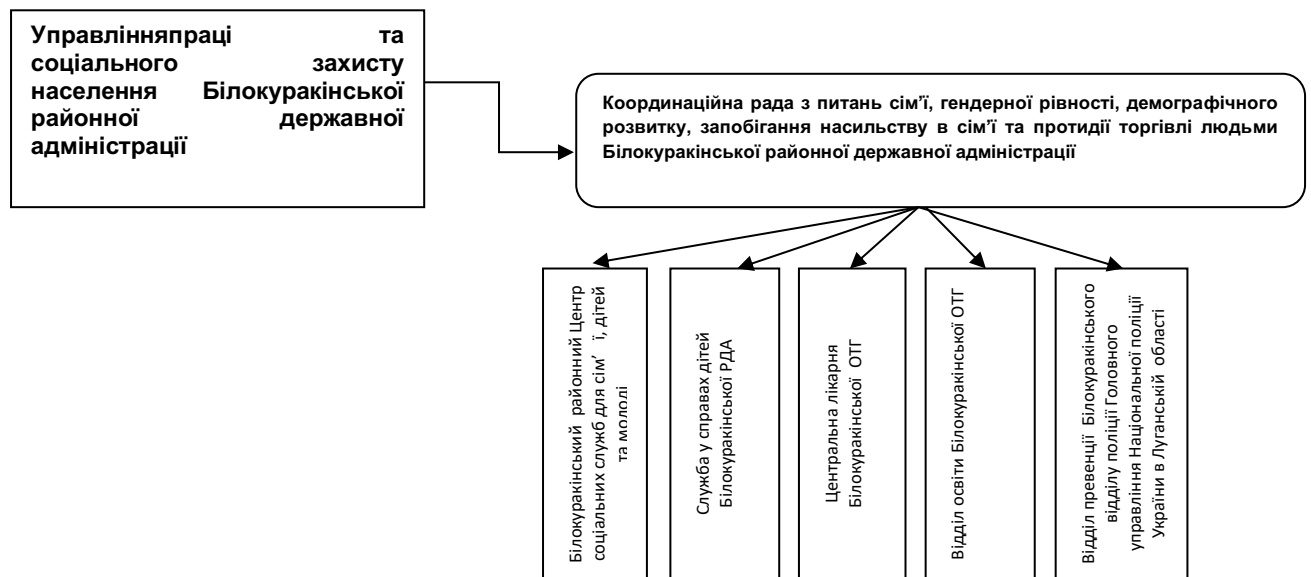 Управлінняпраці та
соціального захисту
населення Білокуракінської
районної державної
адміністрації
Координаційна рада з питань сім’ї, гендерної рівності, демографічного
розвитку, запобігання насильству в сім’ї та протидії торгівлі людьми
Білокуракінської районної державної адміністрації
Білокуракінський районний Центр
соціальних служб для сім’ ї, дітей
та молоді
Служба у справах дітей
Білокуракінської РДА
Центральна лікарня
Білокуракінської ОТГ
Відділ освіти Білокуракінської ОТГ
Відділ превенції Білокуракінського
відділу поліції Головного
управління Національної поліції
України в Луганській області